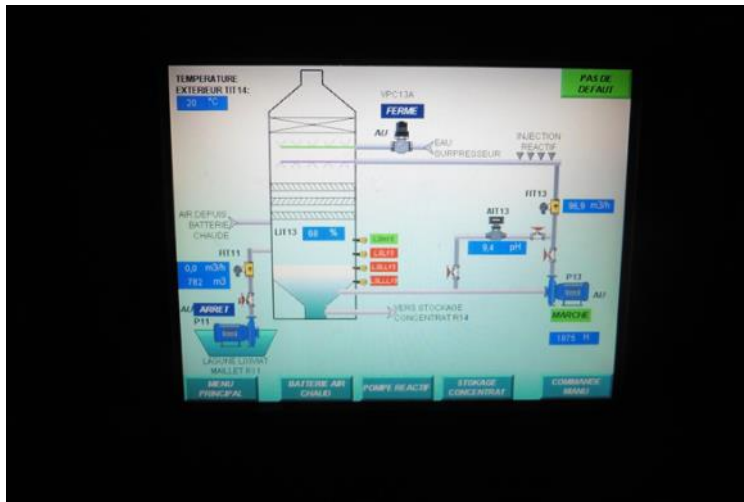 TEMPERATURE
EXTERIEUR TIT14:
20 °C
PAS DE
DEFAUT
VPC13A
FERME
AU
EAU
SURPRESSEUR
INJECTION
REACTIF
FIT13
96,9 m3/h
AIT13
9,4 pH
AIR DEPUIS
BATTERIE
CHAUDE
LIT13 68 %
FIT11
0,0 m3/h
782 m3
AU ARRET
P11
LAGUNE LISIMAT
MAILLET R11
VERS STOCKAGE
CONCENTRAT R14
P13
AU
MARCHE
1975 H
MENU
PRINCIPAL
BATTERIE AIR
CHAUD
POMPE REACTIF
STOKAGE
CONCENTRAT
COMMANDE
MANU